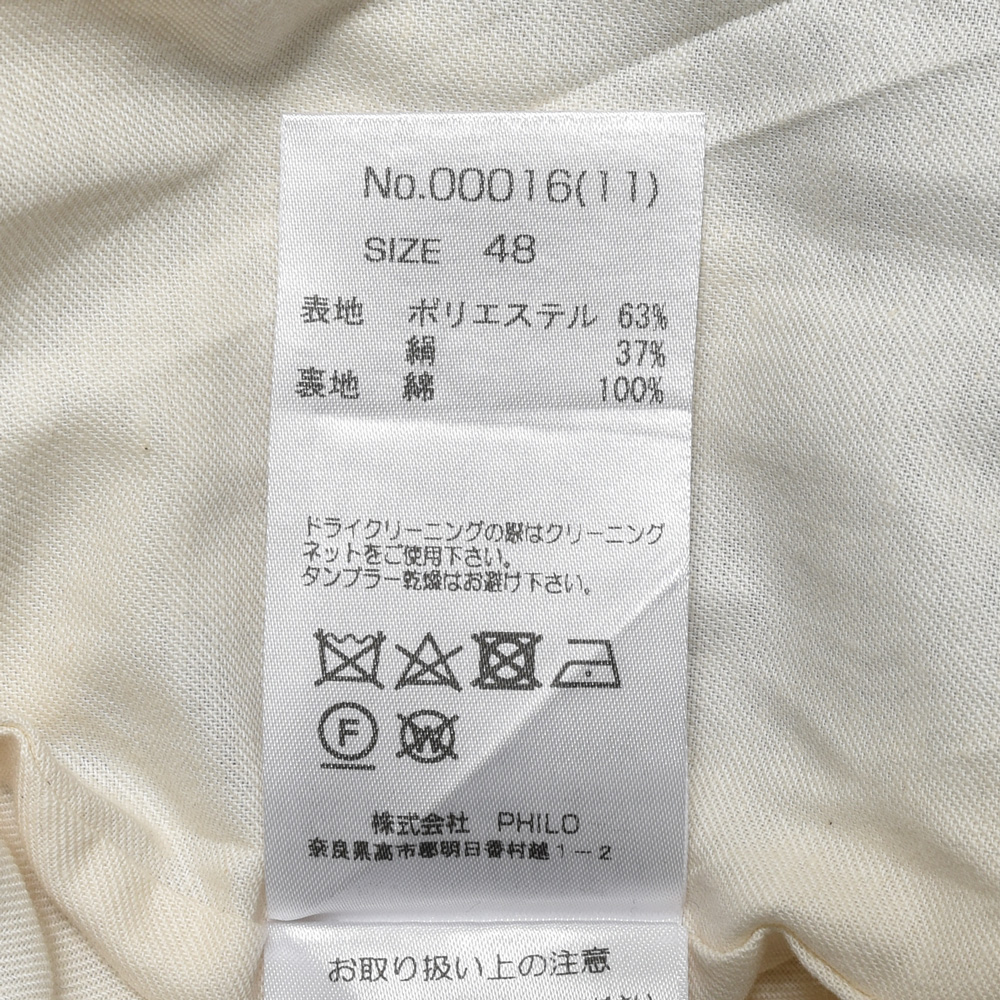 No.00016(11)
SIZE 48
表地 ポリエステル 63%
絹 37%
裏地 綿 100%
ドライクリーニングの際はクリーニング
ネットをご使用下さい。
タンブラー乾燥はお避け下さい。
F
W
株式会社 PHILO
奈良県高市郡明日香村越1-2
お取り扱い上の注意